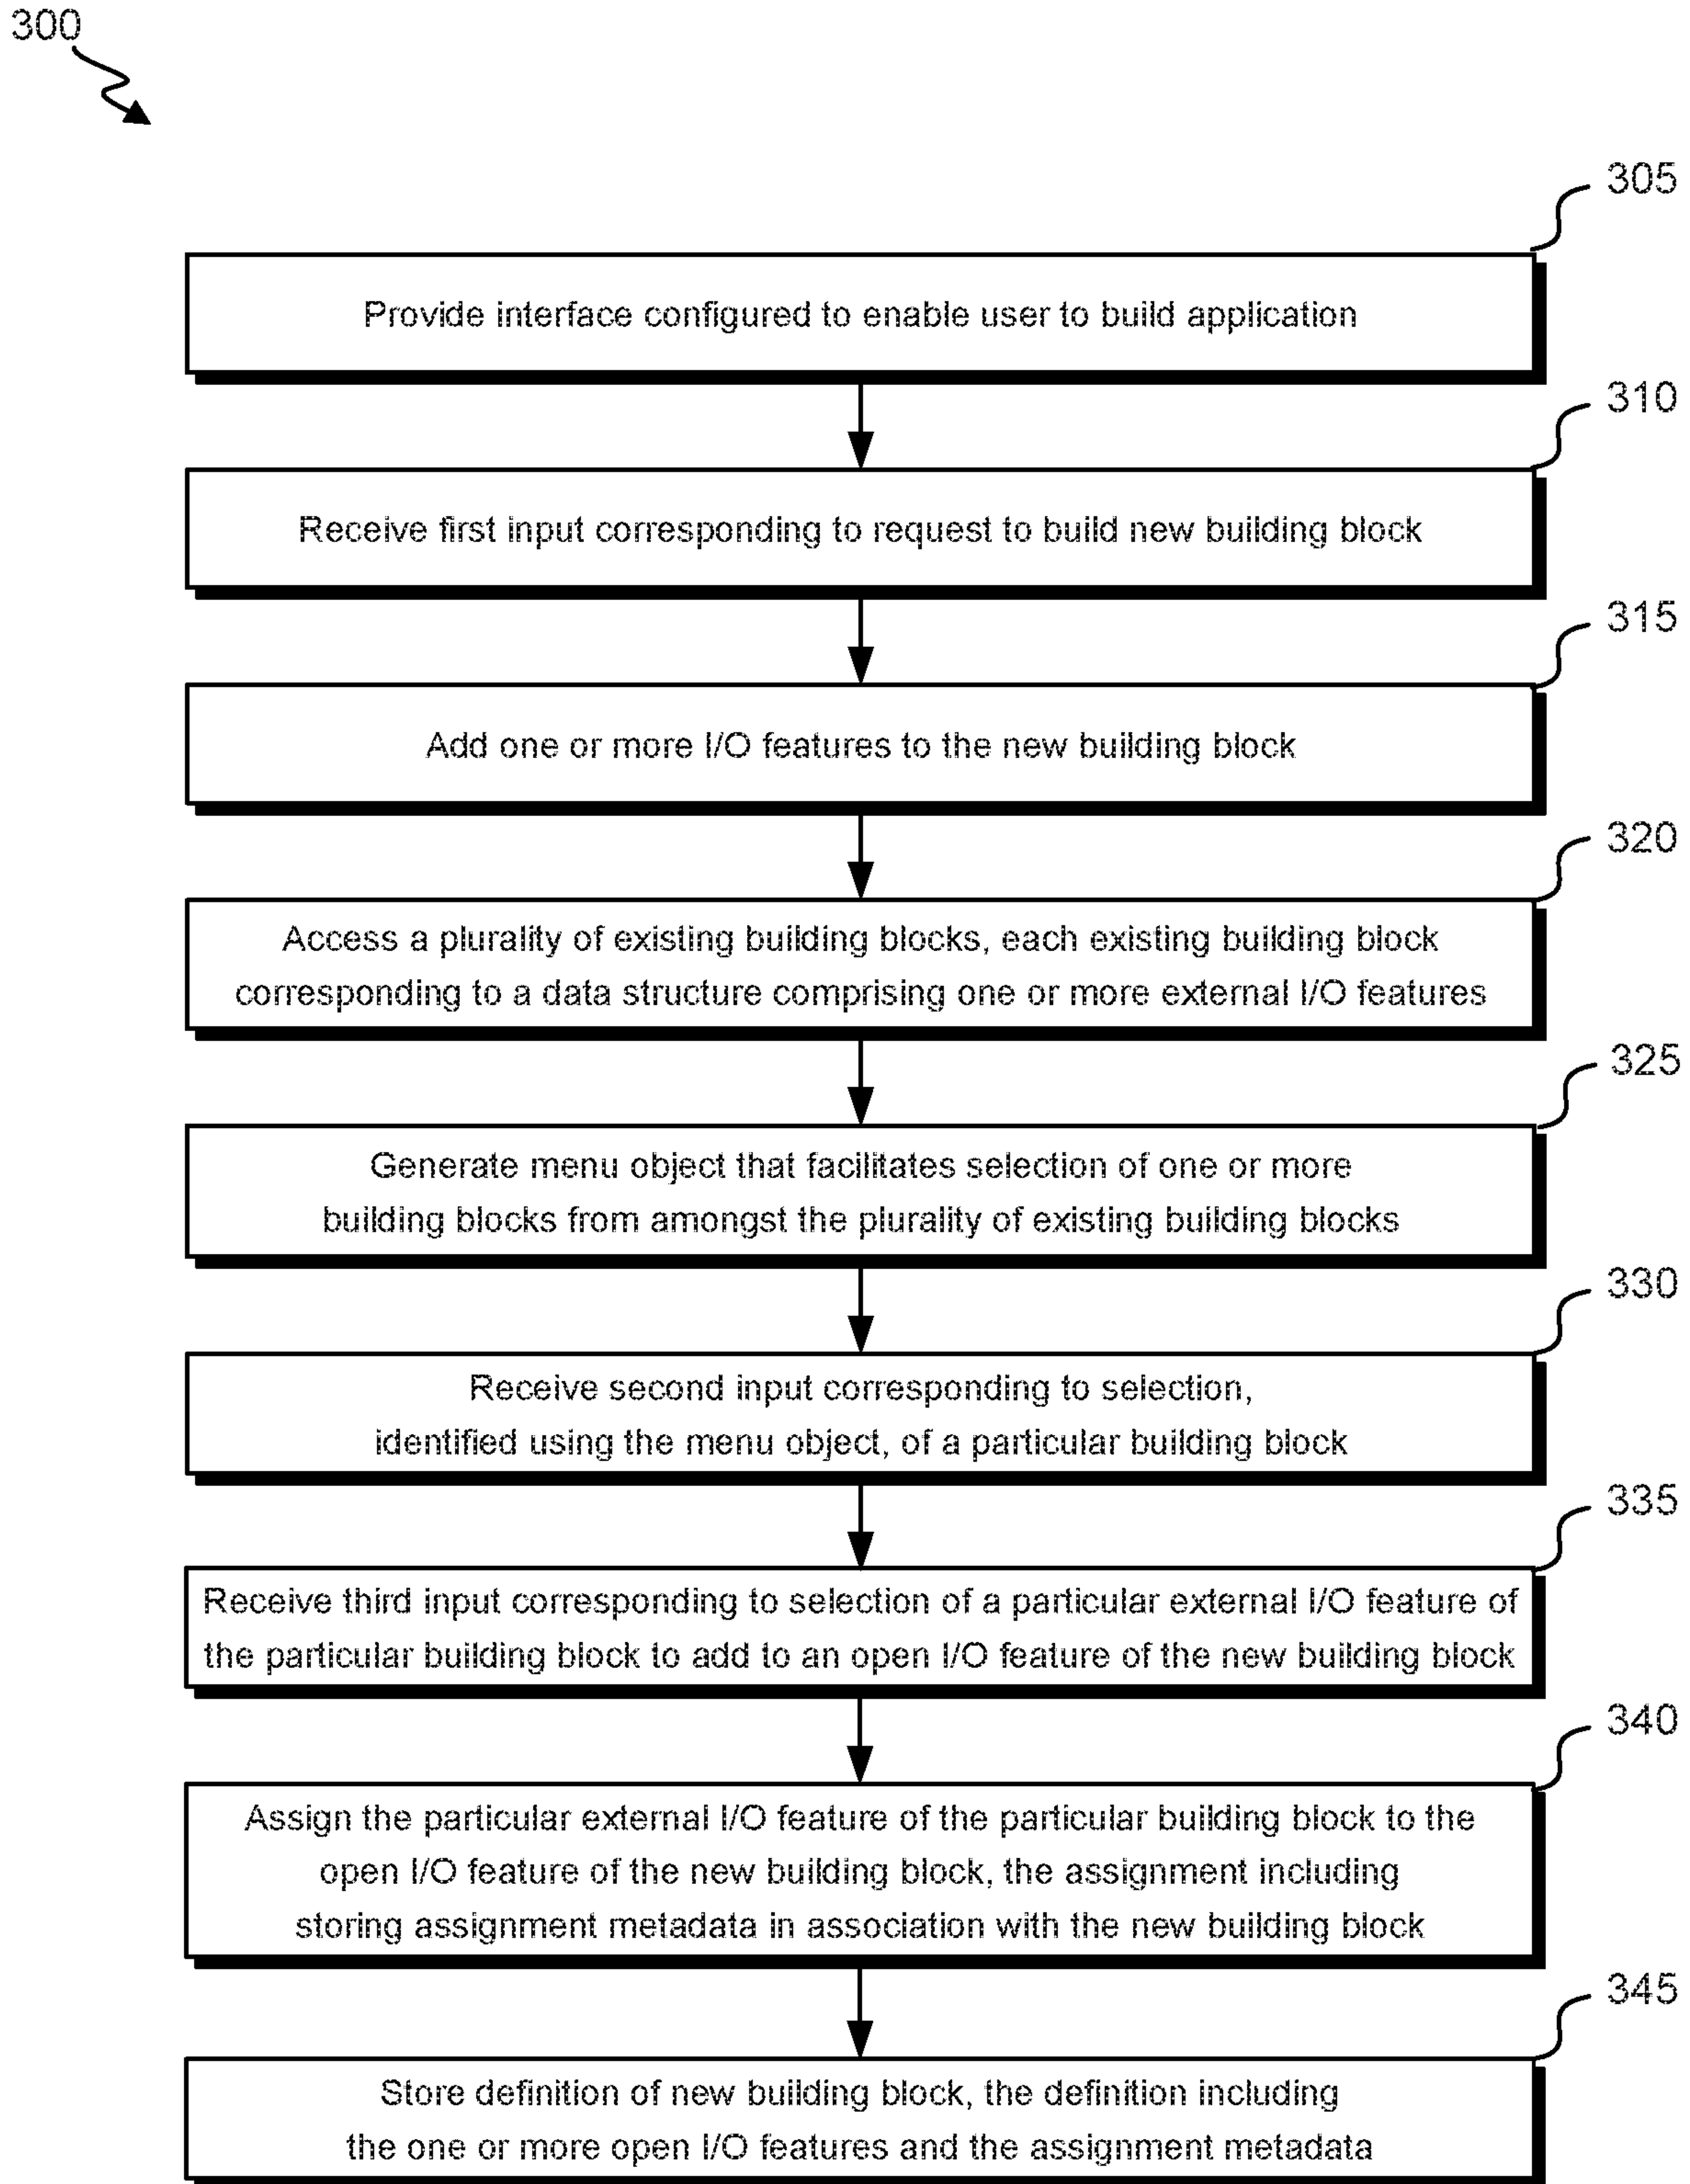 300
305
Provide interface configured to enable user to build application
310
Receive first input corresponding to request to build new building block
315
Add one or more I/O features to the new building block
320
Access a plurality of existing building blocks, each existing building block
corresponding to a data structure comprising one or more external I/O features
325
Generate menu object that facilitates selection of one or more
building blocks from amongst the plurality of existing building blocks
330
Receive second input corresponding to selection,
identified using the menu object, of a particular building block
335
Receive third input corresponding to selection of a particular external I/O feature of
the particular building block to add to an open I/O feature of the new building block
340
Assign the particular external I/O feature of the particular building block to the
open I/O feature of the new building block, the assignment including
storing assignment metadata in association with the new building block
345
Store definition of new building block, the definition including
the one or more open I/O features and the assignment metadata